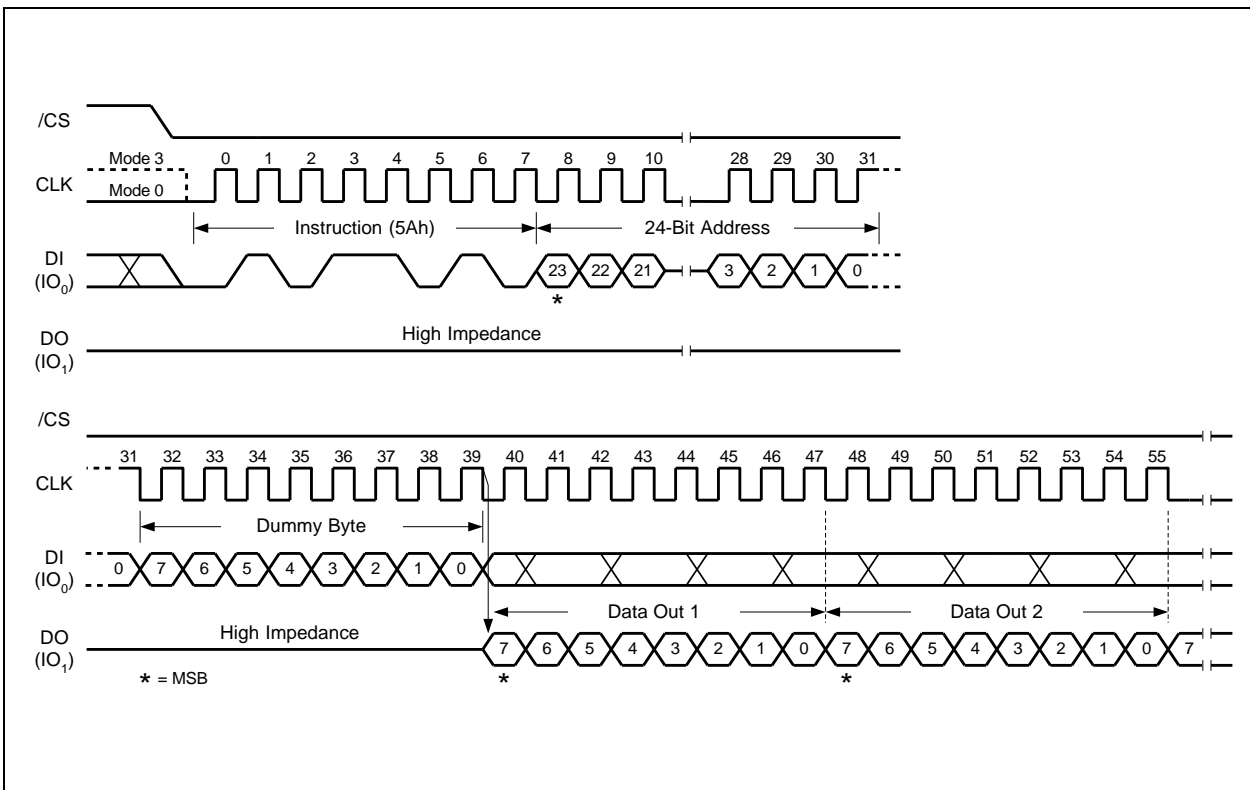 /CS
Mode 3 0 1 2 3 4 5 6 7 8 9 10 28 29 30 31
CLK
Mode 0
Instruction (5Ah) 24-Bit Address
DI
(IO0) 23 22 21 3 2 1 0
*
DO High Impedance
(IO1)
/CS
31 32 33 34 35 36 37 38 39 40 41 42 43 44 45 46 47 48 49 50 51 52 53 54 55
CLK
Dummy Byte
DI
(IO0) 0 7 6 5 4 3 2 1 0
Data Out 1 Data Out 2
DO High Impedance
(IO1) 7 6 5 4 3 2 1 0 7 6 5 4 3 2 1 0 7
* = MSB * *